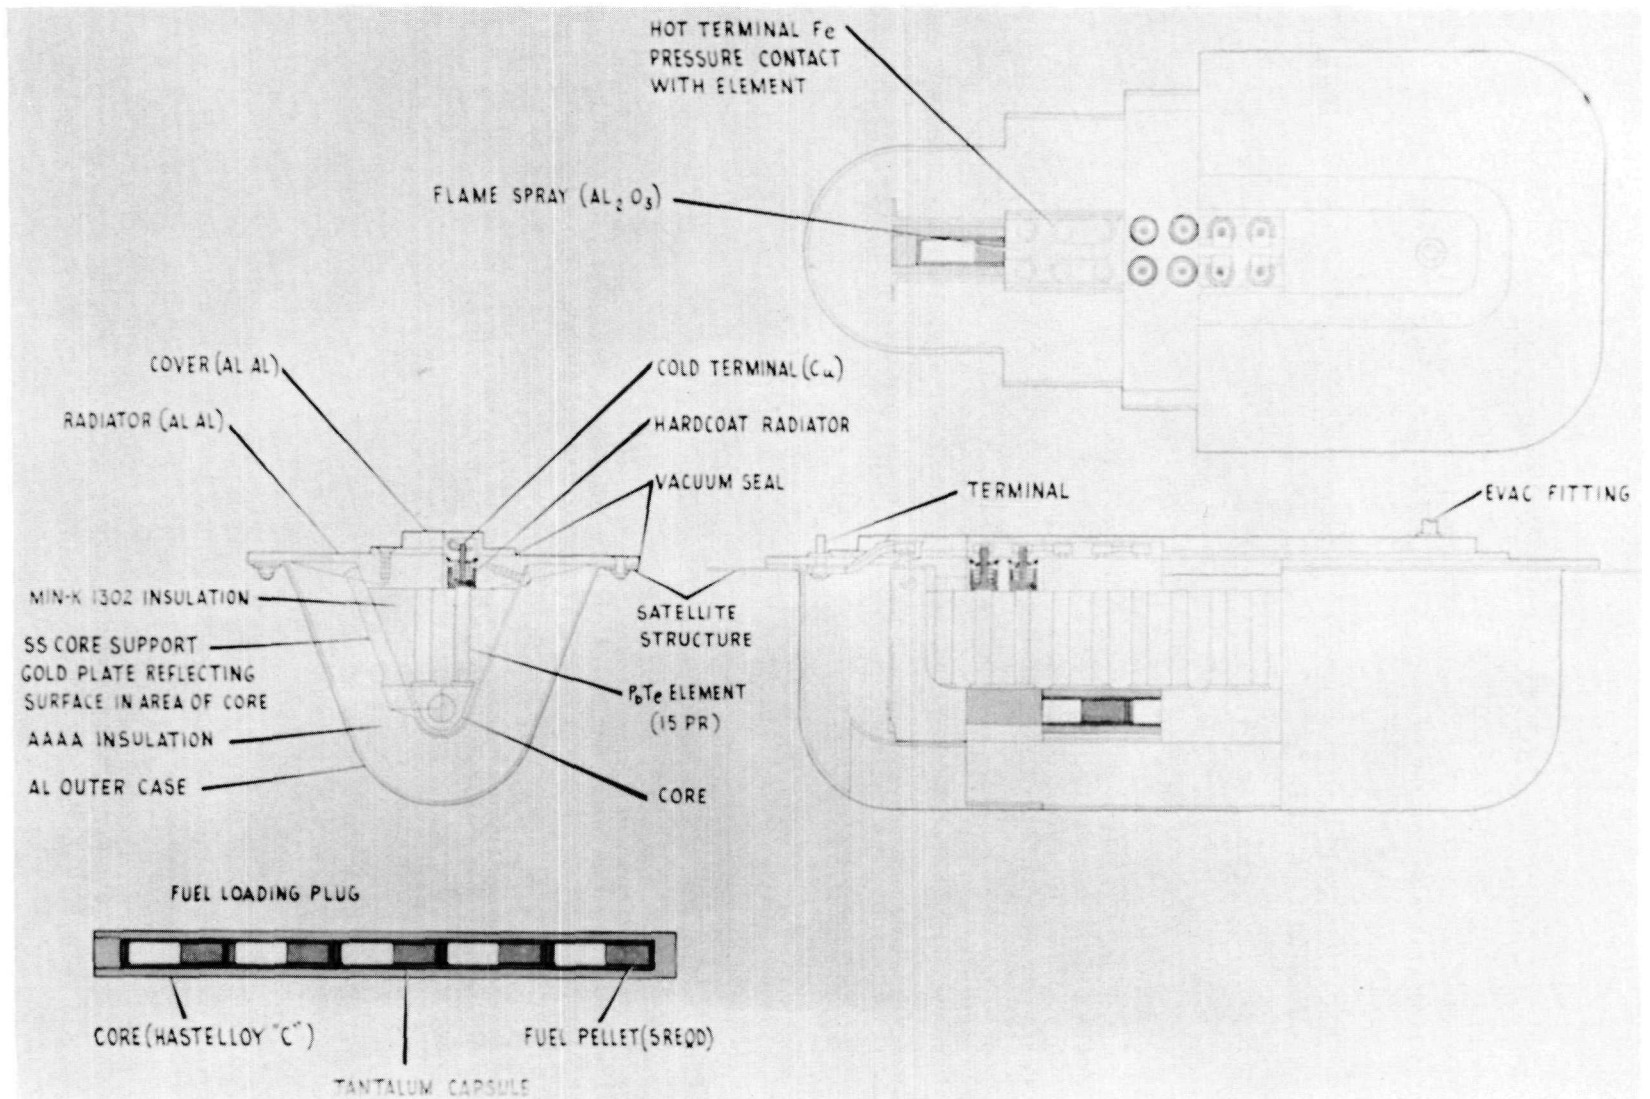 HOT TERMINAL Fe
PRESSURE CONTACT
WITH ELEMENT
FLAME SPRAY (AL₂ O₃)
COVER (AL AL)
RADIATOR (AL AL)
COLD TERMINAL (Cu)
HARDCOAT RADIATOR
VACUUM SEAL
TERMINAL
EVAC FITTING
MIN-K 1302 INSULATION
SS CORE SUPPORT
GOLD PLATE REFLECTING
SURFACE IN AREA OF CORE
AAAA INSULATION
AL OUTER CASE
SATELLITE
STRUCTURE
PbTe ELEMENT
(15 PR)
CORE
FUEL LOADING PLUG
CORE (HASTELLOY "C")
FUEL PELLET (5REQD)
TANTALUM CAPSULE